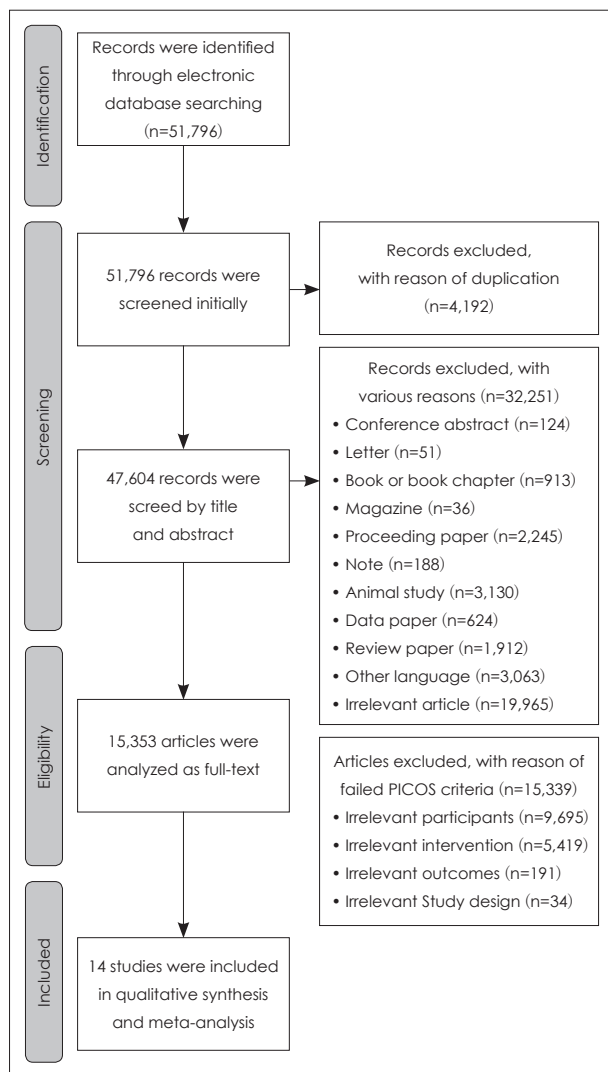 Identification
Records were identified
through electronic
database searching
(n=51,796)
Screening
51,796 records were
screened initially
Records excluded,
with reason of duplication
(n=4,192)
47,604 records were
screed by title
and abstract
Records excluded, with
various reasons (n=32,251)
• Conference abstract (n=124)
• Letter (n=51)
• Book or book chapter (n=913)
• Magazine (n=36)
• Proceeding paper (n=2,245)
• Note (n=188)
• Animal study (n=3,130)
• Data paper (n=624)
• Review paper (n=1,912)
• Other language (n=3,063)
• Irrelevant article (n=19,965)
Eligibility
15,353 articles were
analyzed as full-text
Articles excluded, with reason of
failed PICOS criteria (n=15,339)
• Irrelevant participants (n=9,695)
• Irrelevant intervention (n=5,419)
• Irrelevant outcomes (n=191)
• Irrelevant Study design (n=34)
Included
14 studies were included
in qualitative synthesis
and meta-analysis